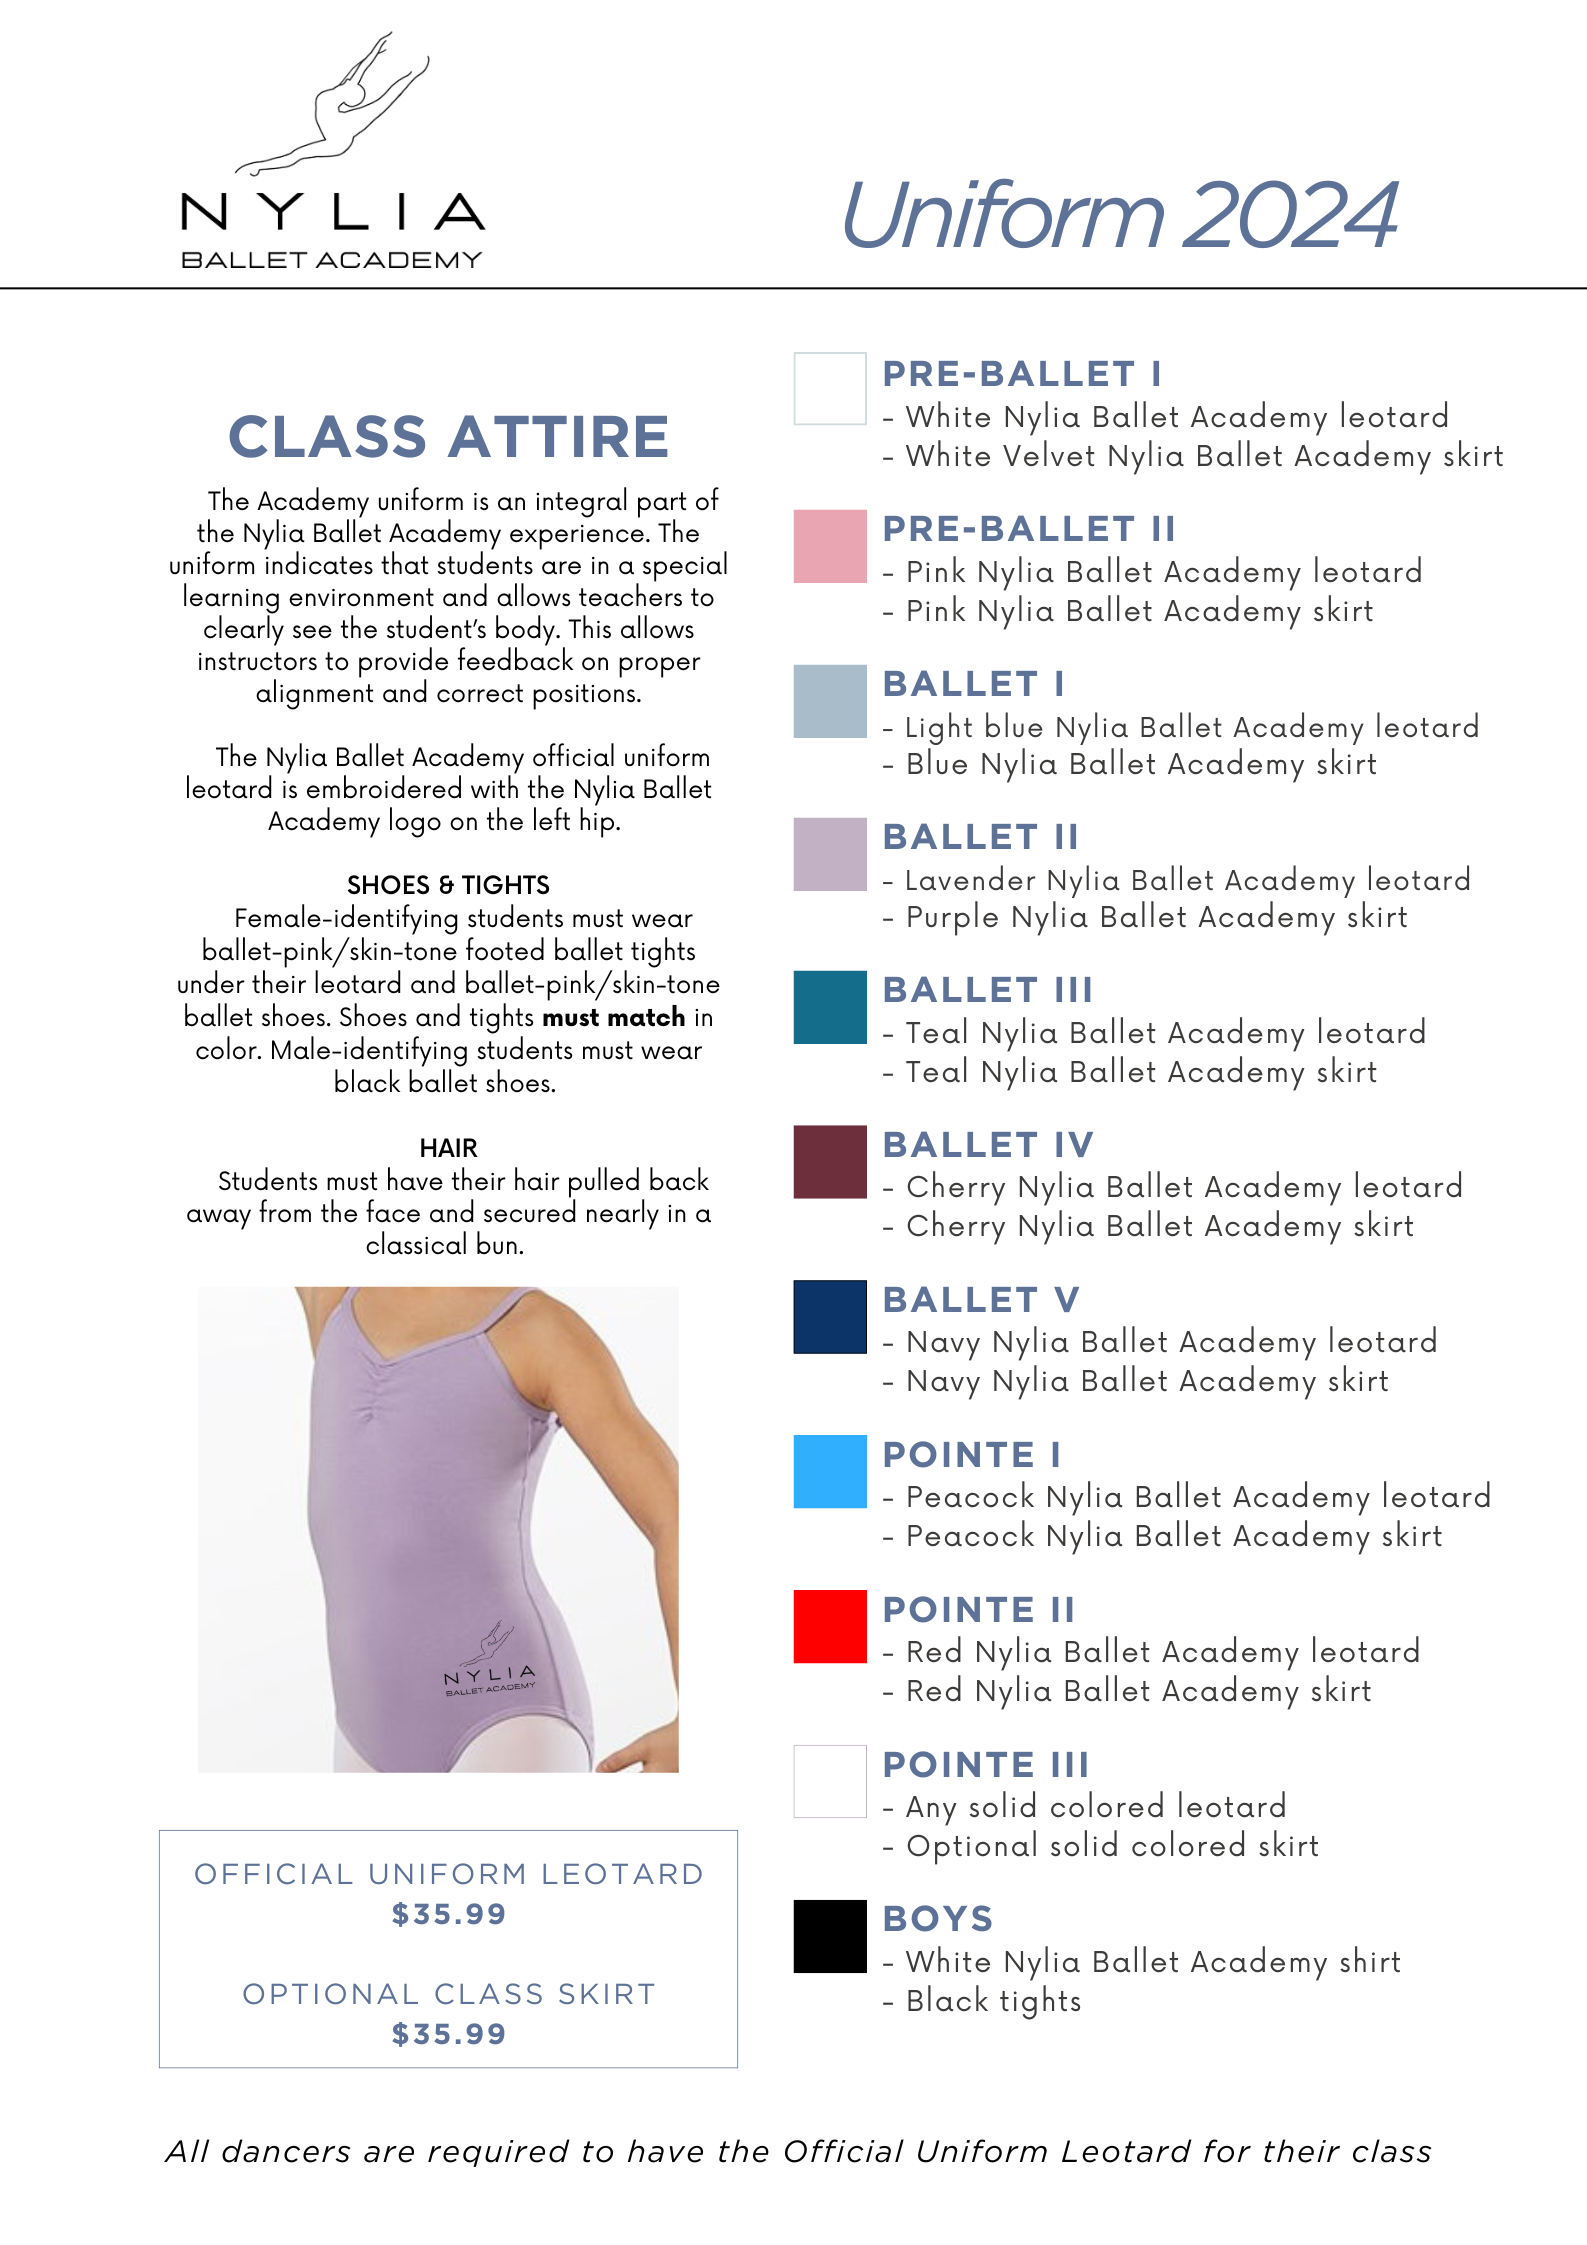 NYLIA
BALLET ACADEMY
Uniform 2024
CLASS ATTIRE
The Academy uniform is an integral part of
the Nylia Ballet Academy experience. The
uniform indicates that students are in a special
learning environment and allows teachers to
clearly see the student's body. This allows
instructors to provide feedback on proper
alignment and correct positions.
The Nylia Ballet Academy official uniform
leotard is embroidered with the Nylia Ballet
Academy logo on the left hip.
SHOES & TIGHTS
Female-identifying students must wear
ballet-pink/skin-tone footed ballet tights
under their leotard and ballet-pink/skin-tone
ballet shoes. Shoes and tights must match in
color. Male-identifying students must wear
black ballet shoes.
HAIR
Students must have their hair pulled back
away from the face and secured nearly in a
classical bun.
NYLIA
BALLET ACADEMY
OFFICIAL UNIFORM LEOTARD
$35.99
OPTIONAL CLASS SKIRT
$35.99
PRE-BALLET I
- White Nylia Ballet Academy leotard
- White Velvet Nylia Ballet Academy skirt
PRE-BALLET II
- Pink Nylia Ballet Academy leotard
- Pink Nylia Ballet Academy skirt
BALLET I
- Light blue Nylia Ballet Academy leotard
- Blue Nylia Ballet Academy skirt
BALLET II
- Lavender Nylia Ballet Academy leotard
- Purple Nylia Ballet Academy skirt
BALLET III
- Teal Nylia Ballet Academy leotard
- Teal Nylia Ballet Academy skirt
BALLET IV
- Cherry Nylia Ballet Academy leotard
- Cherry Nylia Ballet Academy skirt
BALLET V
- Navy Nylia Ballet Academy leotard
- Navy Nylia Ballet Academy skirt
POINTE I
- Peacock Nylia Ballet Academy leotard
- Peacock Nylia Ballet Academy skirt
POINTE II
- Red Nylia Ballet Academy leotard
- Red Nylia Ballet Academy skirt
POINTE III
- Any solid colored leotard
- Optional solid colored skirt
BOYS
- White Nylia Ballet Academy shirt
- Black tights
All dancers are required to have the Official Uniform Leotard for their class